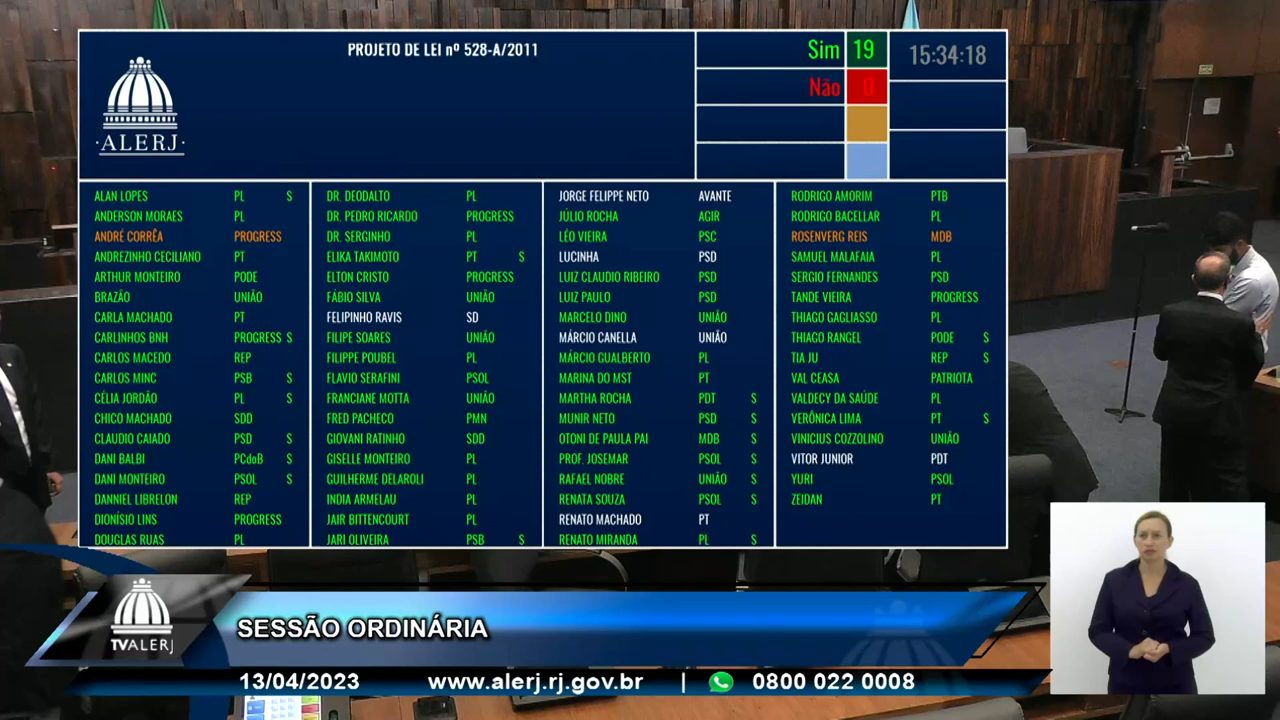 PROJETO DE LEI nº 528-A/2011
Sim 19
Não 0
15:34:18
·ALERJ·
ALAN LOPES PL S
ANDERSON MORAES PL
ANDRÉ CORRÊA PROGRESS
ANDREZINHO CECILIANO PT
ARTHUR MONTEIRO PODE
BRAZÃO UNIÃO
CARLA MACHADO PT
CARLINHOS BNH PROGRESS S
CARLOS MACEDO REP
CARLOS MINC PSB S
CÉLIA JORDÃO PL S
CHICO MACHADO SDD
CLAUDIO CAIADO PSD S
DANI BALBI PCdoB S
DANI MONTEIRO PSOL S
DANNIEL LIBRELON REP
DIONÍSIO LINS PROGRESS
DOUGLAS RUAS PL
DR. DEODALTO PL
DR. PEDRO RICARDO PROGRESS
DR. SERGINHO PL
ELIKA TAKIMOTO PT S
ELTON CRISTO PROGRESS
FÁBIO SILVA UNIÃO
FELIPINHO RAVIS SD
FILIPE SOARES UNIÃO
FILIPPE POUBEL PL
FLAVIO SERAFINI PSOL
FRANCIANE MOTTA UNIÃO
FRED PACHECO PMN
GIOVANI RATINHO SDD
GISELLE MONTEIRO PL
GUILHERME DELAROLI PL
INDIA ARMELAU PL
JAIR BITTENCOURT PL
JARI OLIVEIRA PSB S
JORGE FELIPPE NETO AVANTE
JÚLIO ROCHA AGIR
LÉO VIEIRA PSC
LUCINHA PSD
LUIZ CLAUDIO RIBEIRO PSD
LUIZ PAULO PSD
MARCELO DINO UNIÃO
MÁRCIO CANELLA UNIÃO
MÁRCIO GUALBERTO PL
MARINA DO MST PT
MARTHA ROCHA PDT S
MUNIR NETO PSD S
OTONI DE PAULA PAI MDB S
PROF. JOSEMAR PSOL S
RAFAEL NOBRE UNIÃO S
RENATA SOUZA PSOL S
RENATO MACHADO PT
RENATO MIRANDA PL S
RODRIGO AMORIM PTB
RODRIGO BACELLAR PL
ROSENVERG REIS MDB
SAMUEL MALAFAIA PL
SERGIO FERNANDES PSD
TANDE VIEIRA PROGRESS
THIAGO GAGLIASSO PL
THIAGO RANGEL PODE S
TIA JU REP S
VAL CEASA PATRIOTA
VALDECY DA SAÚDE PL
VERÔNICA LIMA PT S
VINICIUS COZZOLINO UNIÃO
VITOR JUNIOR PDT
YURI PSOL
ZEIDAN PT
TVALERJ
SESSÃO ORDINÁRIA
13/04/2023 www.alerj.rj.gov.br | 0800 022 0008